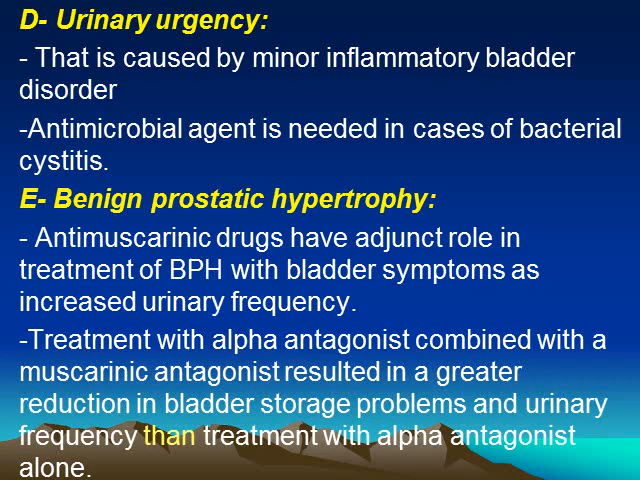 D- Urinary urgency:
- That is caused by minor inflammatory bladder
disorder
-Antimicrobial agent is needed in cases of bacterial
cystitis.
E- Benign prostatic hypertrophy:
- Antimuscarinic drugs have adjunct role in
treatment of BPH with bladder symptoms as
increased urinary frequency.
-Treatment with alpha antagonist combined with a
muscarinic antagonist resulted in a greater
reduction in bladder storage problems and urinary
frequency than treatment with alpha antagonist
alone.